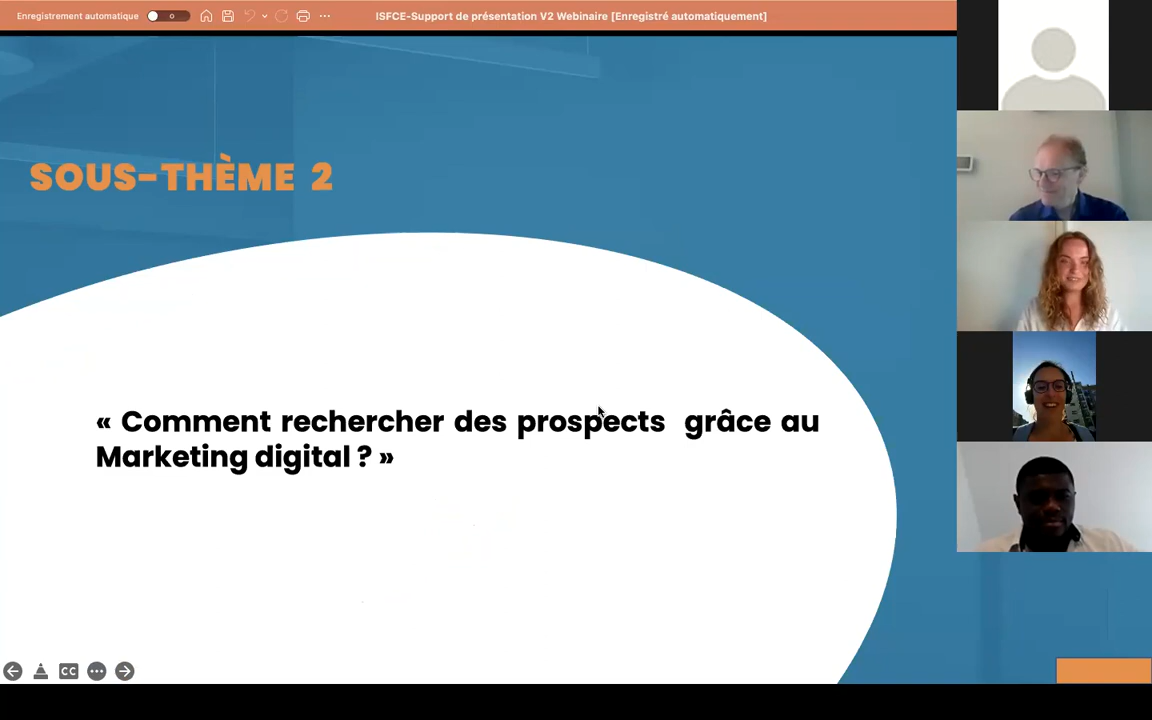 Enregistrement automatique
ISFCE-Support de présentation V2 Webinaire [Enregistré automatiquement]
SOUS-THÈME 2
« Comment rechercher des prospects grâce au
Marketing digital ? »
CC